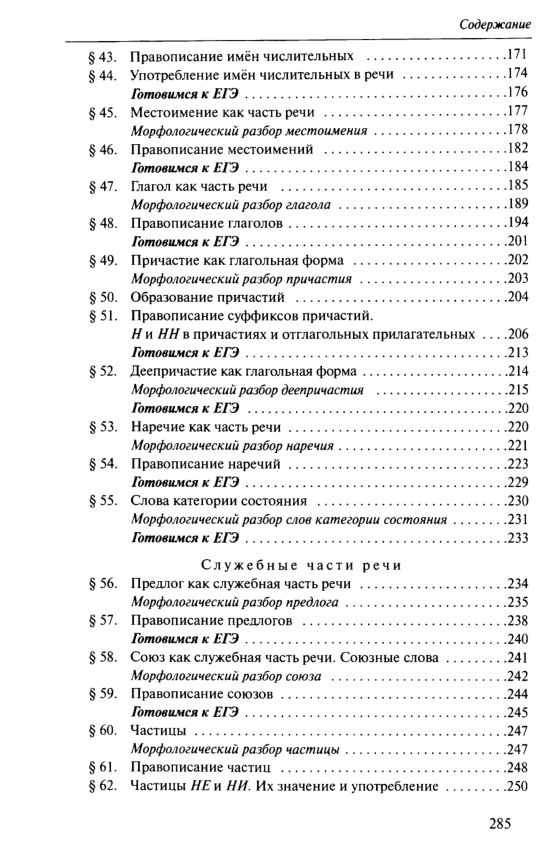 Содержание
§ 43. Правописание имён числительных ....................171
§ 44. Употребление имён числительных в речи ...............174
Готовимся к ЕГЭ ......................................176
§ 45. Местоимение как часть речи ..........................177
Морфологический разбор местоимения ...................178
§ 46. Правописание местоимений ..........................182
Готовимся к ЕГЭ ......................................184
§ 47. Глагол как часть речи ................................185
Морфологический разбор глагола ........................189
§ 48. Правописание глаголов ...............................194
Готовимся к ЕГЭ ......................................201
§ 49. Причастие как глагольная форма .......................202
Морфологический разбор причастия .....................203
§ 50. Образование причастий ..............................204
§ 51. Правописание суффиксов причастий.
Н и НН в причастиях и отглагольных прилагательных ....206
Готовимся к ЕГЭ ......................................213
§ 52. Деепричастие как глагольная форма ....................214
Морфологический разбор деепричастия ..................215
Готовимся к ЕГЭ ......................................220
§ 53. Наречие как часть речи ...............................220
Морфологический разбор наречия ........................221
§ 54. Правописание наречий ...............................223
Готовимся к ЕГЭ ......................................229
§ 55. Слова категории состояния ...........................230
Морфологический разбор слов категории состояния ........231
Готовимся к ЕГЭ ......................................233
Служебные части речи
§ 56. Предлог как служебная часть речи .....................234
Морфологический разбор предлога .......................235
§ 57. Правописание предлогов .............................238
Готовимся к ЕГЭ ......................................240
§ 58. Союз как служебная часть речи. Союзные слова .........241
Морфологический разбор союза .........................242
§ 59. Правописание союзов ................................244
Готовимся к ЕГЭ ......................................245
§ 60. Частицы ............................................247
Морфологический разбор частицы .......................247
§ 61. Правописание частиц ................................248
§ 62. Частицы НЕ и НИ. Их значение и употребление .........250
285